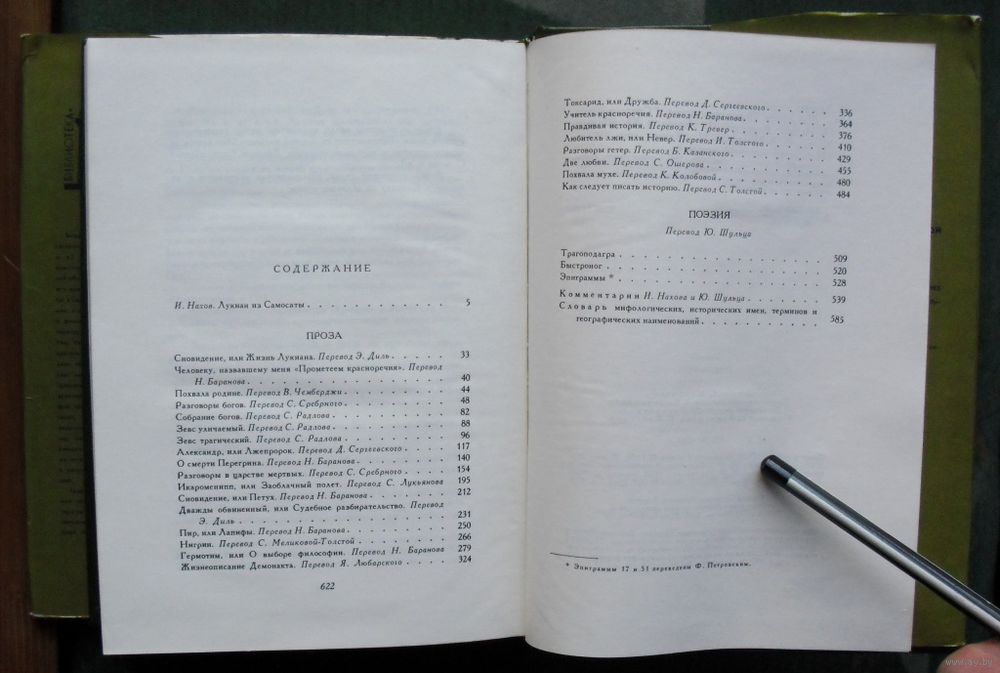 БИБЛИОТЕКА
СОДЕРЖАНИЕ
И. Нахов. Лукиан из Самосаты . . . . . . . . . . 5
ПРОЗА
Сновидение, или Жизнь Лукиана. Перевод Э. Диль . . . . . 33
Человеку, назвавшему меня «Прометеем красноречия». Перевод
Н. Баранова . . . . . . . . . . . . . . . . 40
Похвала родине. Перевод В. Чемберджи . . . . . . . . 44
Разговоры богов. Перевод С. Сребрного . . . . . . . . 48
Собрание богов. Перевод С. Радлова . . . . . . . . . 82
Зевс уличаемый. Перевод С. Радлова . . . . . . . . . 88
Зевс трагический. Перевод С. Радлова . . . . . . . . 96
Александр, или Лжепророк. Перевод Д. Сергеевского . . . . 117
О смерти Перегрина. Перевод Н. Баранова . . . . . . . 140
Разговоры в царстве мертвых. Перевод С. Сребрного . . . . 154
Икароменипп, или Заоблачный полет. Перевод С. Лукьянова 195
Сновидение, или Петух. Перевод Н. Баранова . . . . . . 212
Дважды обвиненный, или Судебное разбирательство. Перевод
Э. Диль . . . . . . . . . . . . . . . . . 231
Пир, или Лапифы. Перевод Н. Баранова . . . . . . . . 250
Нигрин. Перевод С. Меликовой-Толстой . . . . . . . . 266
Гермотим, или О выборе философии. Перевод Н. Баранова 279
Жизнеописание Демонакта. Перевод Я. Любарского . . . . 324
622
Токсарид, или Дружба. Перевод Д. Сергеевского . . . . . 336
Учитель красноречия. Перевод Н. Баранова . . . . . . . 364
Правдивая история. Перевод К. Тревер . . . . . . . . 376
Любитель лжи, или Невер. Перевод И. Толстого . . . . . 410
Разговоры гетер. Перевод Б. Казанского . . . . . . . . 429
Две любви. Перевод С. Ошерова . . . . . . . . . . 455
Похвала мухе. Перевод К. Колобовой . . . . . . . . . 480
Как следует писать историю. Перевод С. Толстой . . . . . 484
ПОЭЗИЯ
Перевод Ю. Шульца
Трагоподагра . . . . . . . . . . . . . . . 509
Быстроног . . . . . . . . . . . . . . . . 520
Эпиграммы * . . . . . . . . . . . . . . . 528
Комментарии И. Нахова и Ю. Шульца . . . . . . . . 539
Словарь мифологических, исторических имен, терминов и
географических наименований . . . . . . . . . . 585
* Эпиграммы 17 и 51 переведены Ф. Петровским.
www.ay.by